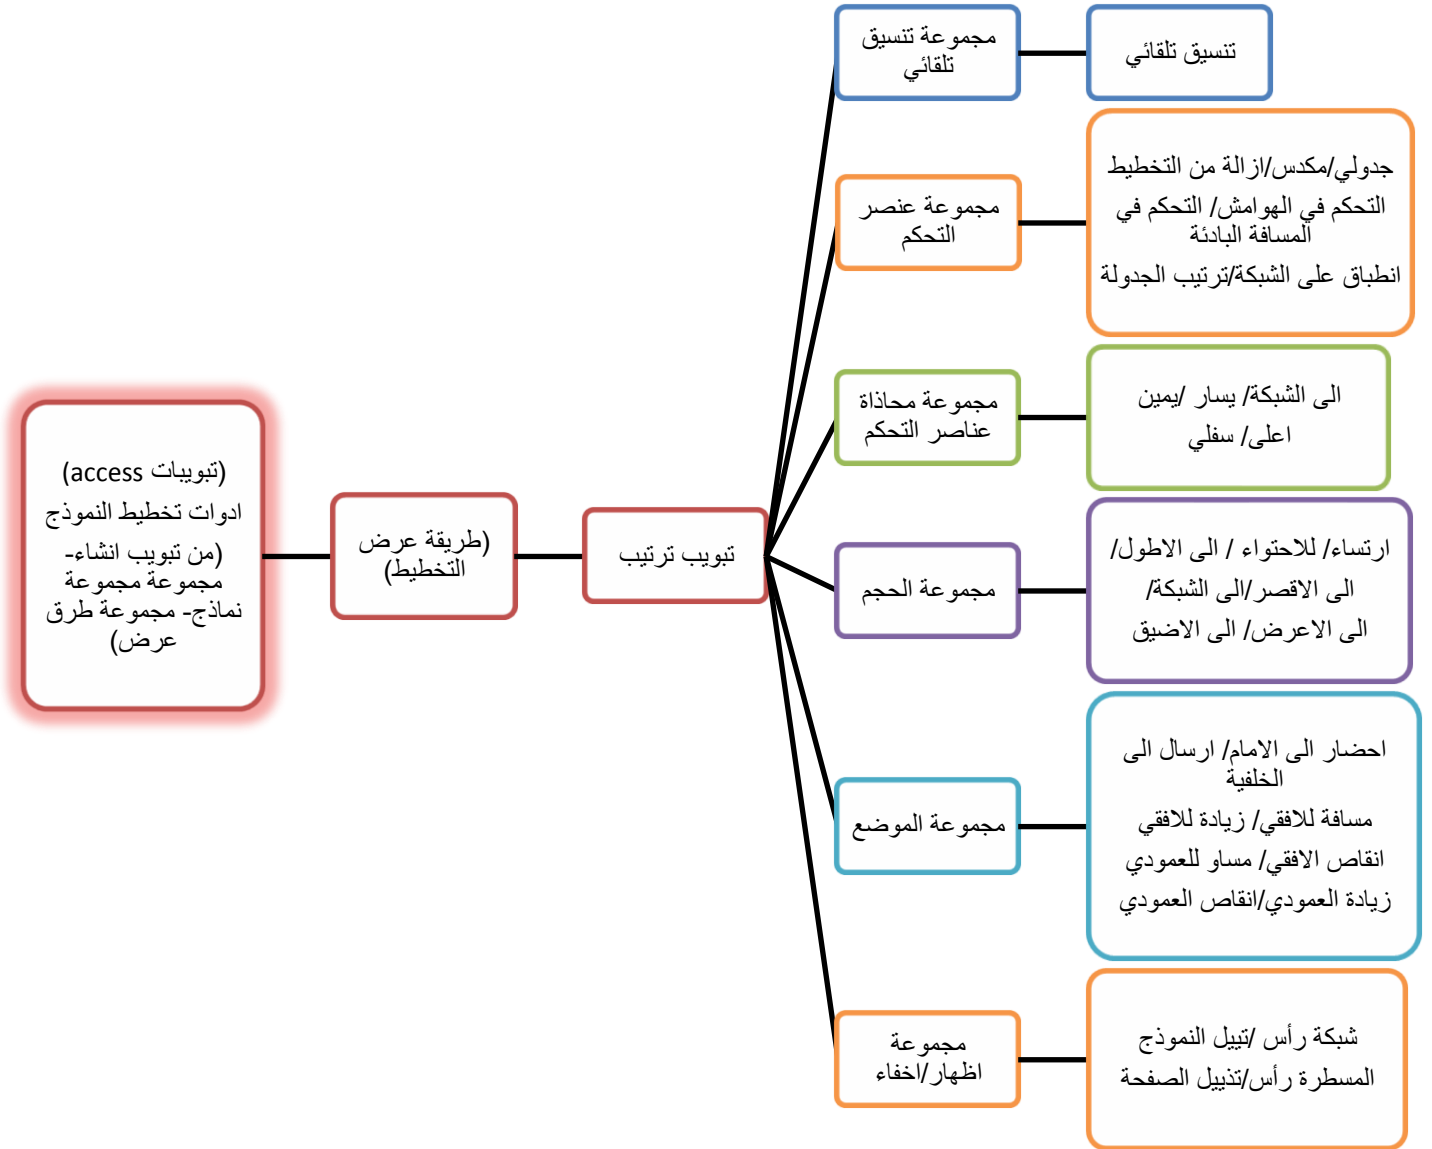 (تبويبات access)
ادوات تخطيط النموذج
(من تبويب انشاء-
مجموعة مجموعة
نماذج- مجموعة طرق
عرض)
(طريقة عرض
التخطيط)
تبويب ترتيب
مجموعة تنسيق
تلقائي
تنسيق تلقائي
مجموعة عنصر
التحكم
جدولي/مكدس/ازالة من التخطيط
التحكم في الهوامش/ التحكم في
المسافة البادئة
انطباق على الشبكة/ترتيب الجدولة
مجموعة محاذاة
عناصر التحكم
الى الشبكة/ يسار /يمين
اعلى/ سفلي
مجموعة الحجم
ارتساء/ للاحتواء / الى الاطول/
الى الاقصر/الى الشبكة/
الى الاعرض/ الى الاضيق
مجموعة الموضع
احضار الى الامام/ ارسال الى
الخلفية
مسافة للافقي/ زيادة للافقي
انقاص الافقي/ مساو للعمودي
زيادة العمودي/انقاص العمودي
مجموعة
اظهار/اخفاء
شبكة رأس /تييل النموذج
المسطرة رأس/تذييل الصفحة